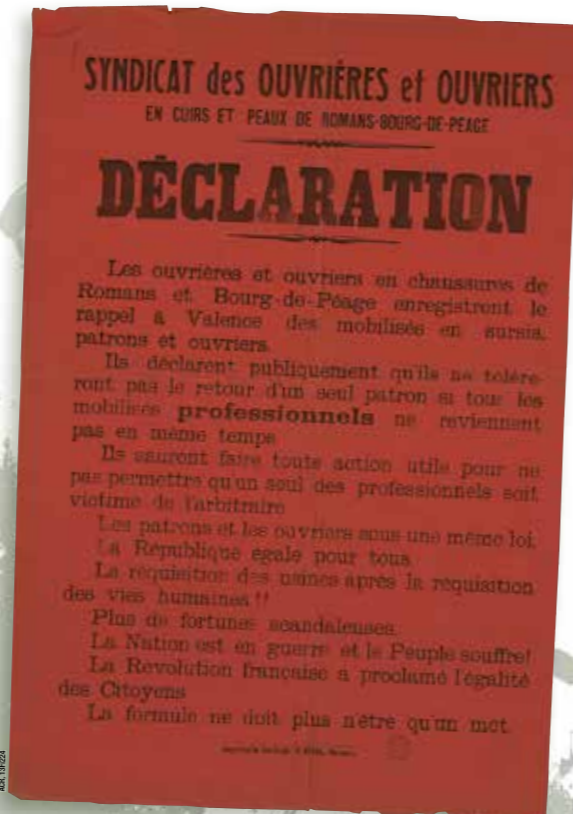 SYNDICAT des OUVRIÈRES et OUVRIERS
EN CUIRS ET PEAUX DE ROMANS-BOURG-DE-PEAGE
DÉCLARATION
Les ouvrières et ouvriers en chaussures de
Romans et Bourg-de-Péage enregistrent le
rappel à Valence des mobilisés en sursis,
patrons et ouvriers.
Ils déclarent publiquement qu'ils ne tolère-
ront pas le retour d'un seul patron si tous les
mobilisés professionnels ne reviennent
pas en même temps
Ils sauront faire toute action utile pour ne
pas permettre qu'un seul des professionnels soit
victime de l'arbitraire
Les patrons et les ouvriers sous une même loi.
La République égale pour tous
La réquisition des usines après la réquisition
des vies humaines !!
Plus de fortunes scandaleuses.
La Nation est en guerre et le Peuple souffre!
La Révolution française a proclamé l'égalité
des Citoyens
La formule ne doit plus n'être qu'un mot.
ACR, 13Fi224